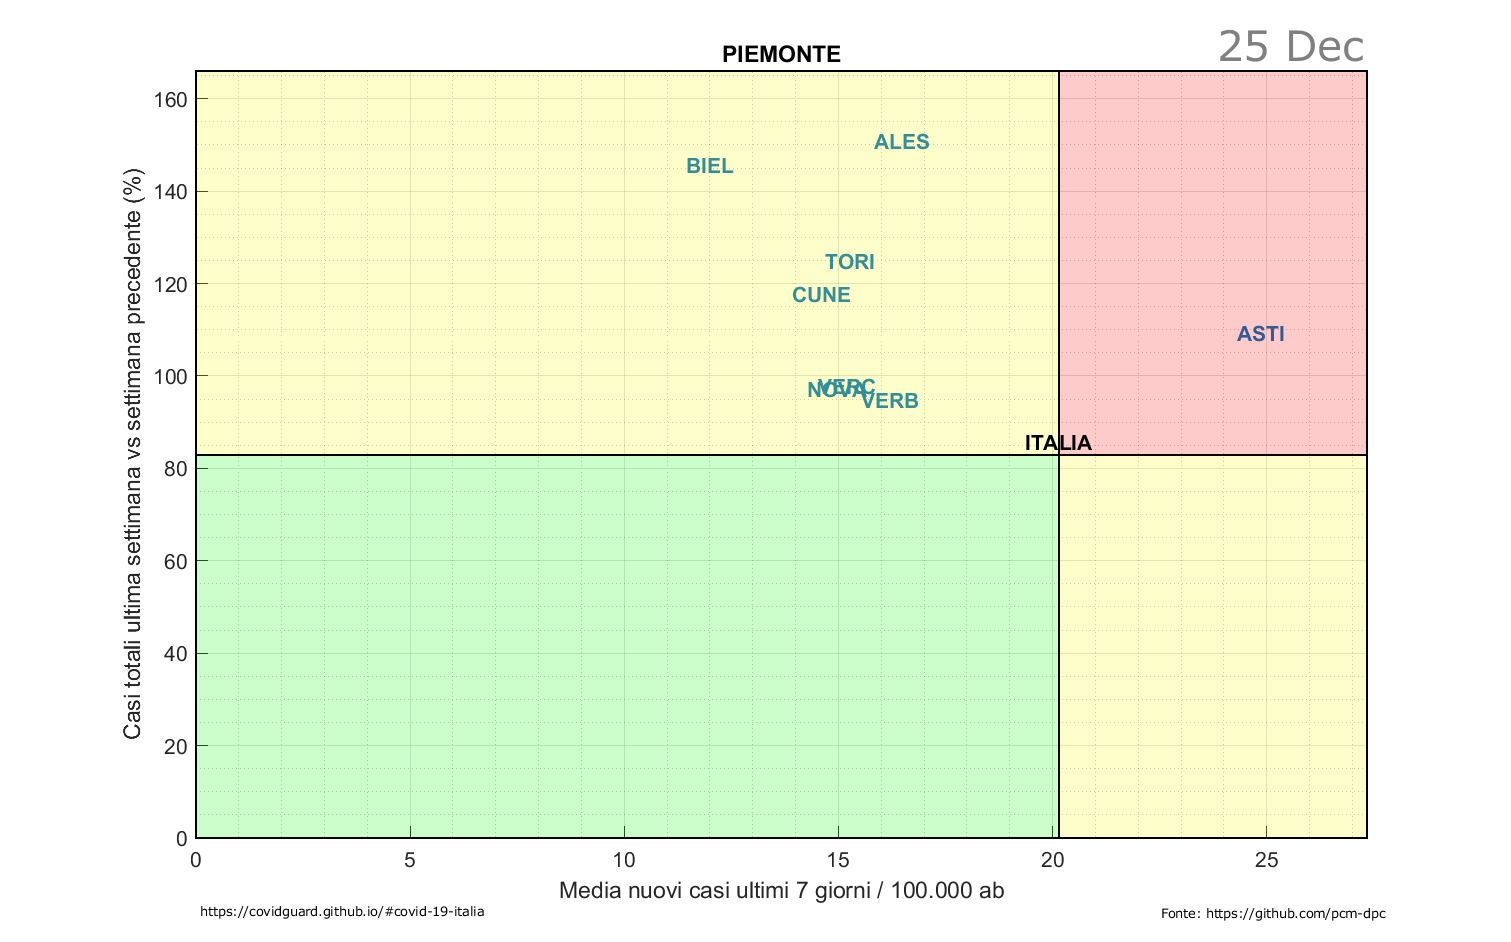 25 Dec
PIEMONTE
Casi totali ultima settimana vs settimana precedente (%)
160
140
120
100
80
60
40
20
0
ALES
BIEL
TORI
CUNE
ASTI
VERC
NOVA
VERB
ITALIA
0 5 10 15 20 25
Media nuovi casi ultimi 7 giorni / 100.000 ab
https://covidguard.github.io/#covid-19-italia
Fonte: https://github.com/pcm-dpc